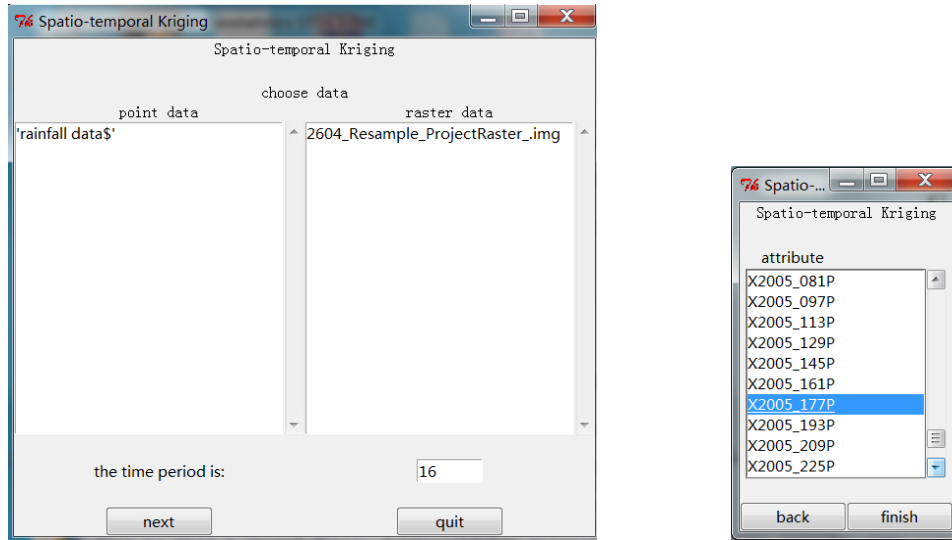 Spatio-temporal Kriging
Spatio-temporal Kriging
choose data
point data
raster data
'rainfall data$'
2604_Resample_ProjectRaster_.img
the time period is:
16
next
quit
Spatio-...
Spatio-temporal Kriging
attribute
X2005_081P
X2005_097P
X2005_113P
X2005_129P
X2005_145P
X2005_161P
X2005_177P
X2005_193P
X2005_209P
X2005_225P
back
finish